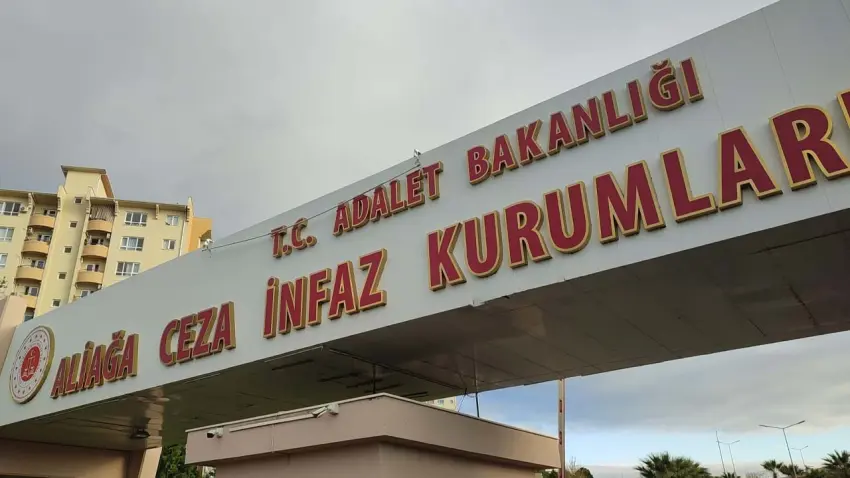 T.C. ADALET BAKANLIĞI
ALİAĞA CEZA İNFAZ KURUMLARI